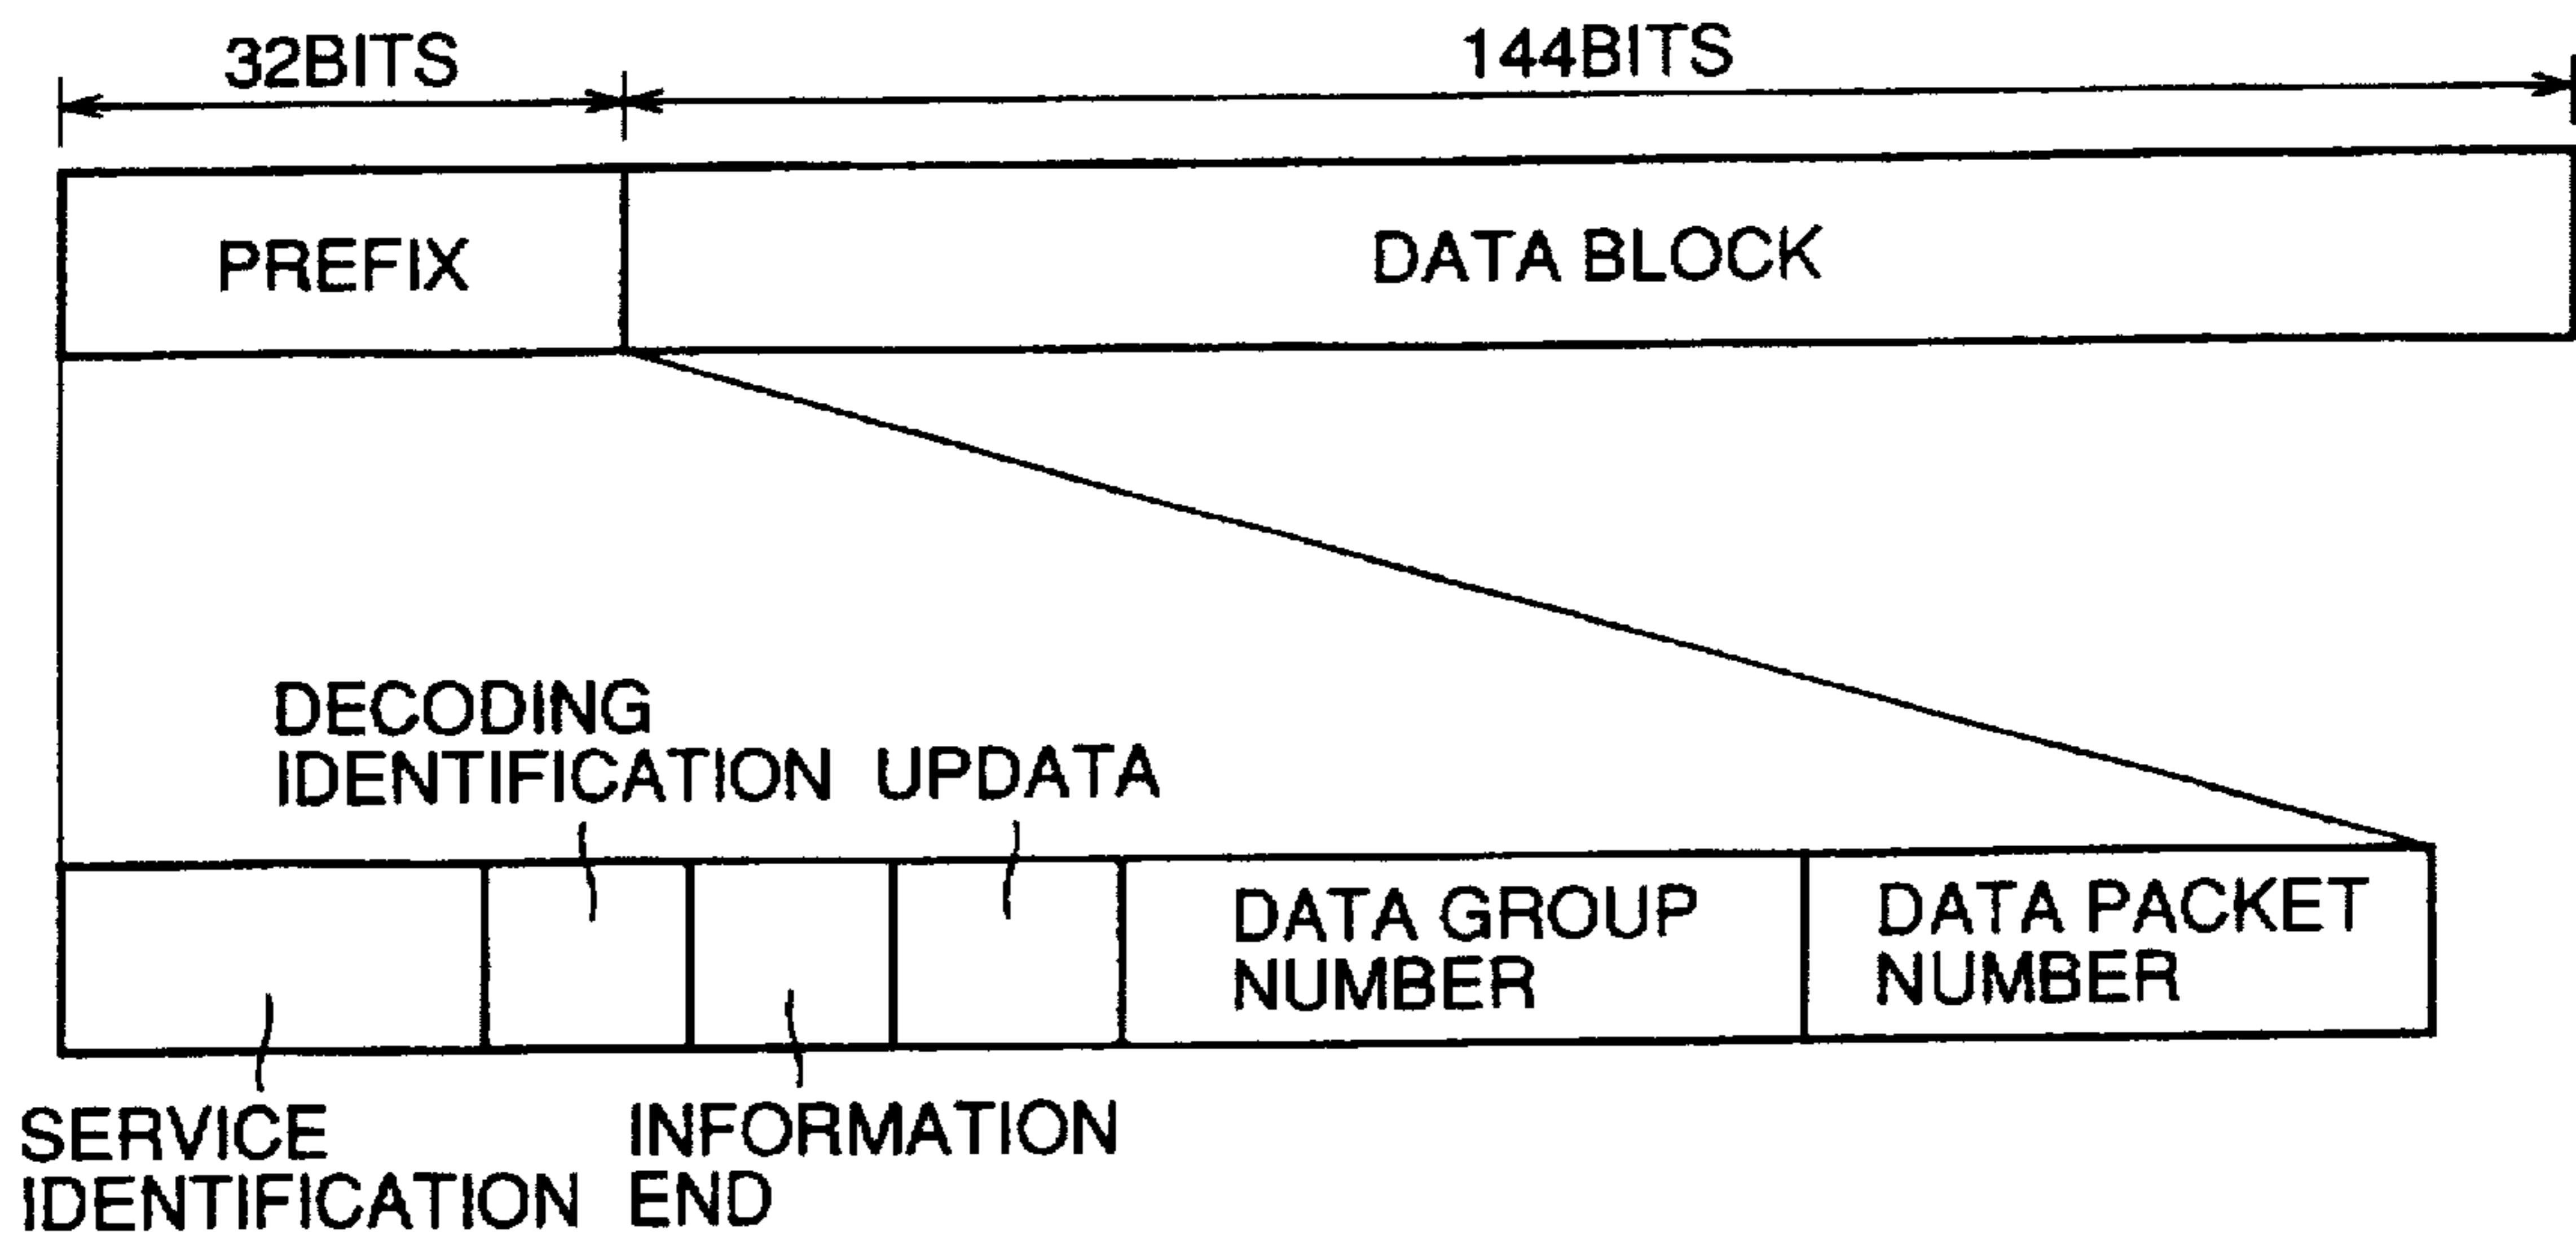 32BITS
144BITS
PREFIX
DATA BLOCK
DECODING
IDENTIFICATION
UPDATA
DATA GROUP
NUMBER
DATA PACKET
NUMBER
SERVICE
IDENTIFICATION
INFORMATION
END